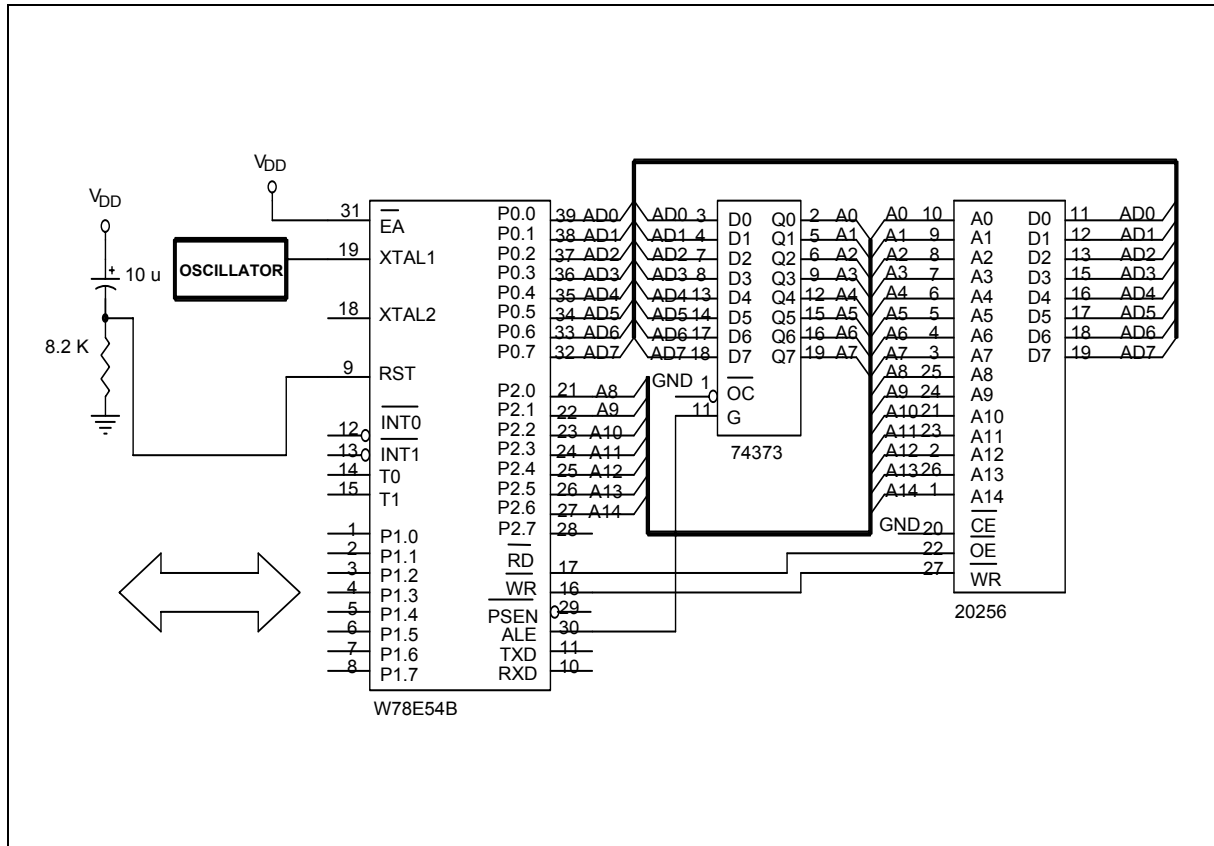 VDD
VDD
10 u
8.2 K
OSCILLATOR
31 EA
19 XTAL1
18 XTAL2
9 RST
12 INT0
13 INT1
14 T0
15 T1
1 P1.0
2 P1.1
3 P1.2
4 P1.3
5 P1.4
6 P1.5
7 P1.6
8 P1.7
P0.0 39 AD0
P0.1 38 AD1
P0.2 37 AD2
P0.3 36 AD3
P0.4 35 AD4
P0.5 34 AD5
P0.6 33 AD6
P0.7 32 AD7
P2.0 21 A8
P2.1 22 A9
P2.2 23 A10
P2.3 24 A11
P2.4 25 A12
P2.5 26 A13
P2.6 27 A14
P2.7 28
RD 17
WR 16
PSEN 29
ALE 30
TXD 11
RXD 10
W78E54B
AD0 3 D0 Q0 2 A0
AD1 4 D1 Q1 5 A1
AD2 7 D2 Q2 6 A2
AD3 8 D3 Q3 9 A3
AD4 13 D4 Q4 12 A4
AD5 14 D5 Q5 15 A5
AD6 17 D6 Q6 16 A6
AD7 18 D7 Q7 19 A7
GND 1 OC
11 G
74373
A0 10 A0 D0 11 AD0
A1 9 A1 D1 12 AD1
A2 8 A2 D2 13 AD2
A3 7 A3 D3 15 AD3
A4 6 A4 D4 16 AD4
A5 5 A5 D5 17 AD5
A6 4 A6 D6 18 AD6
A7 3 A7 D7 19 AD7
A8 25 A8
A9 24 A9
A10 21 A10
A11 23 A11
A12 2 A12
A13 26 A13
A14 1 A14
GND 20 CE
22 OE
27 WR
20256